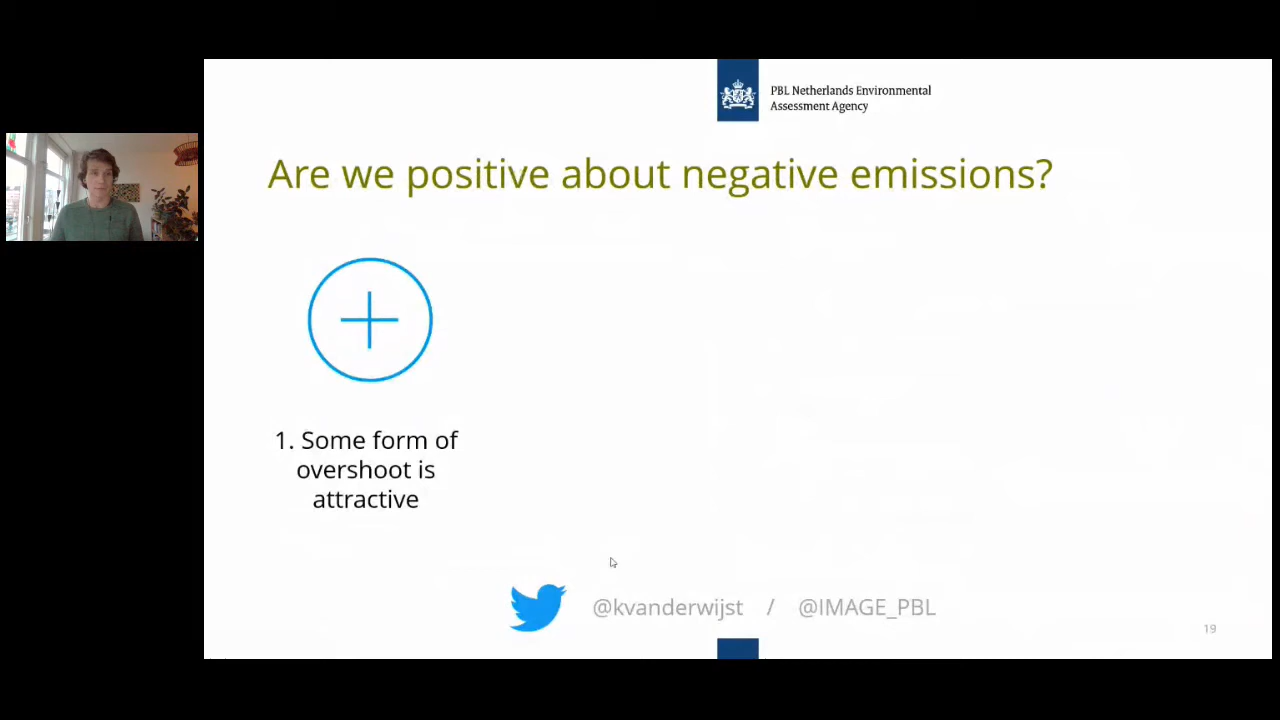 PBL Netherlands Environmental
Assessment Agency
Are we positive about negative emissions?
1. Some form of
overshoot is
attractive
@kvanderwijst / @IMAGE_PBL
19